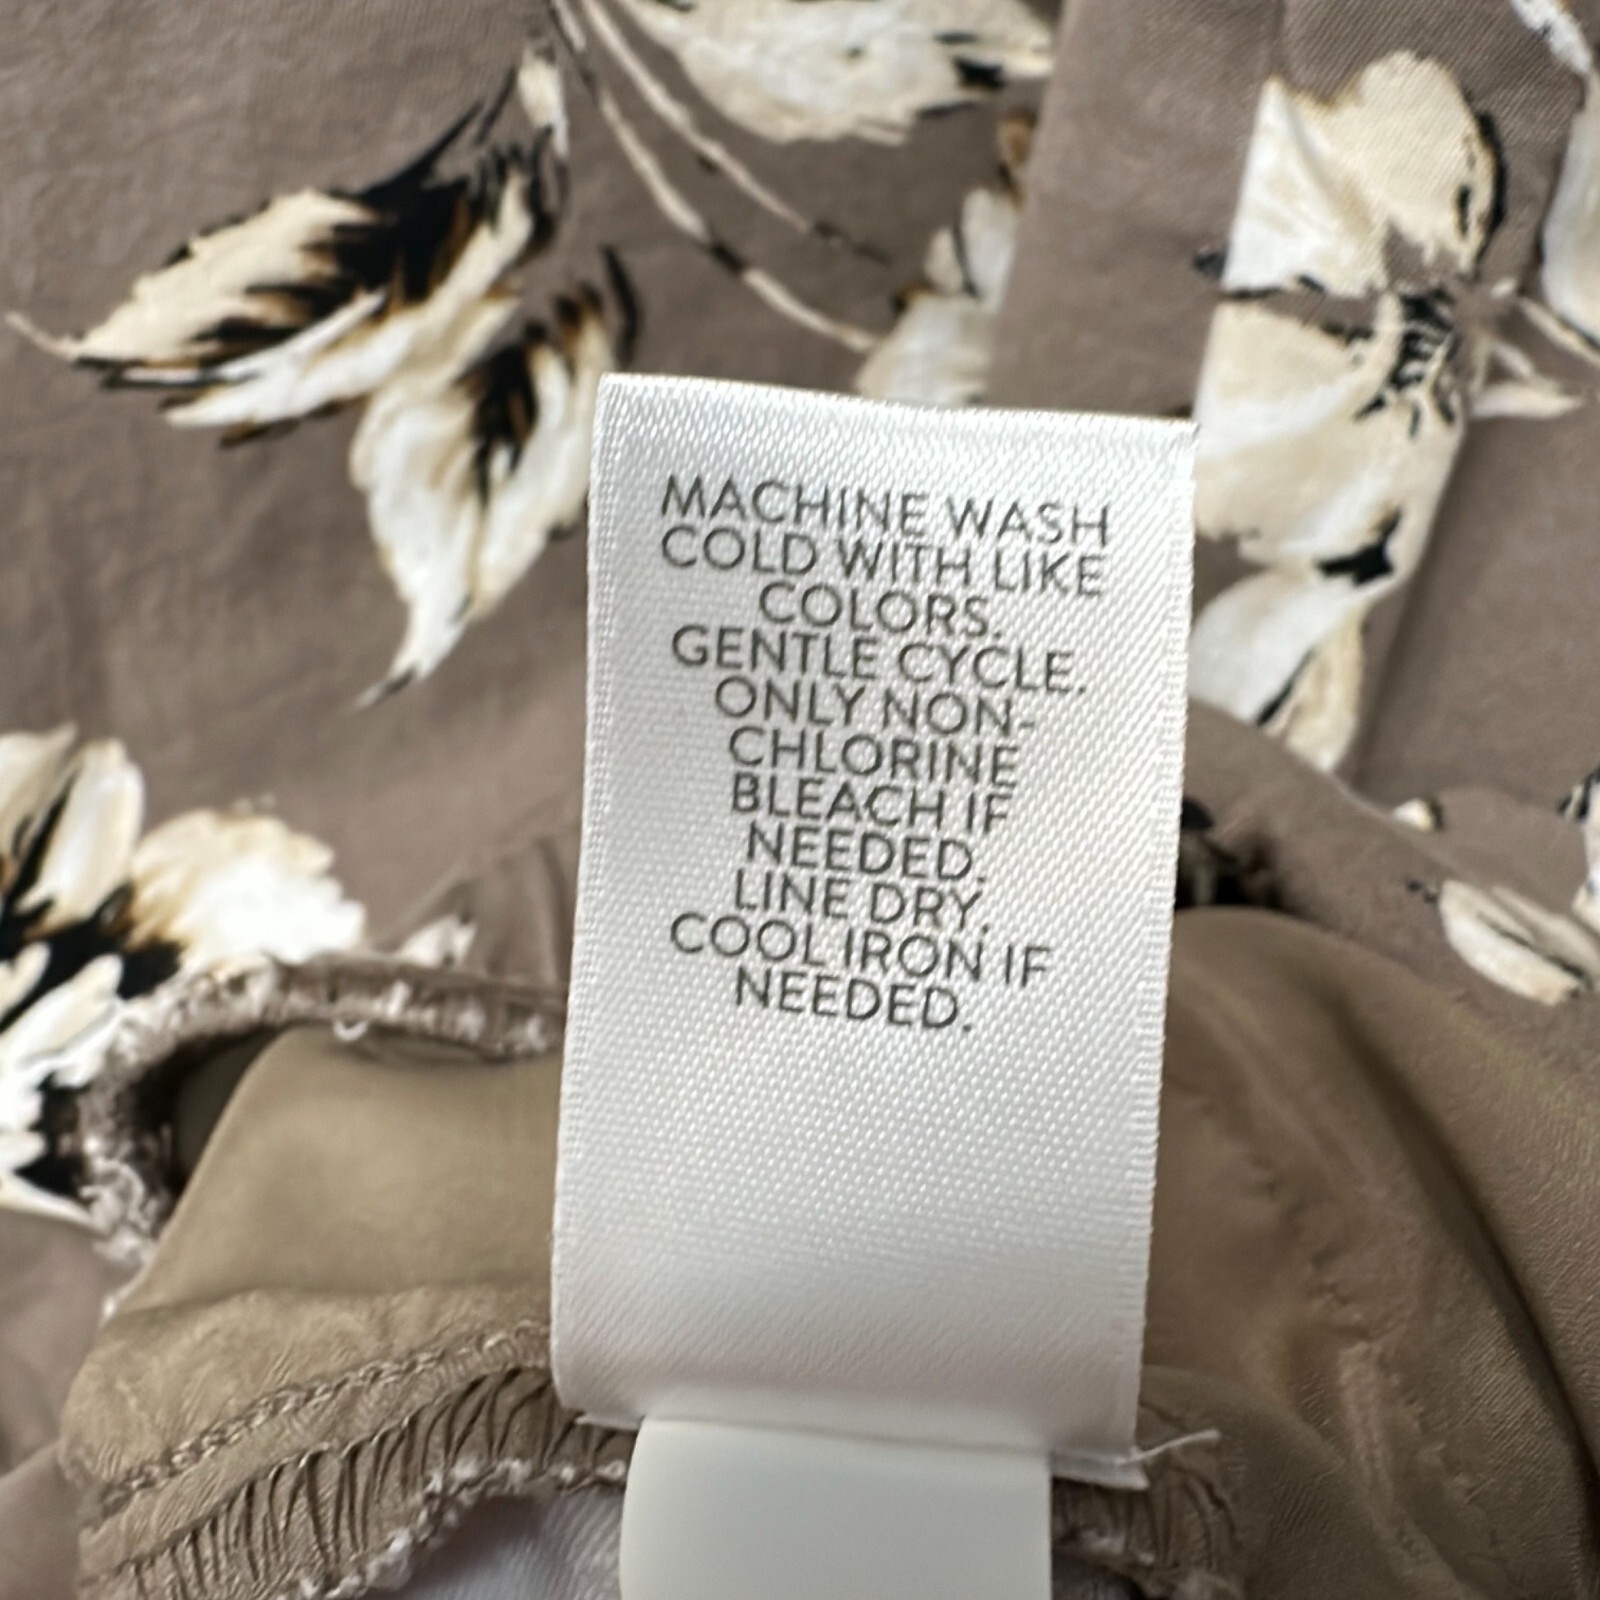 MACHINE WASH
COLD WITH LIKE
COLORS.
GENTLE CYCLE.
ONLY NON-
CHLORINE
BLEACH IF
NEEDED.
LINE DRY.
COOL IRON IF
NEEDED.